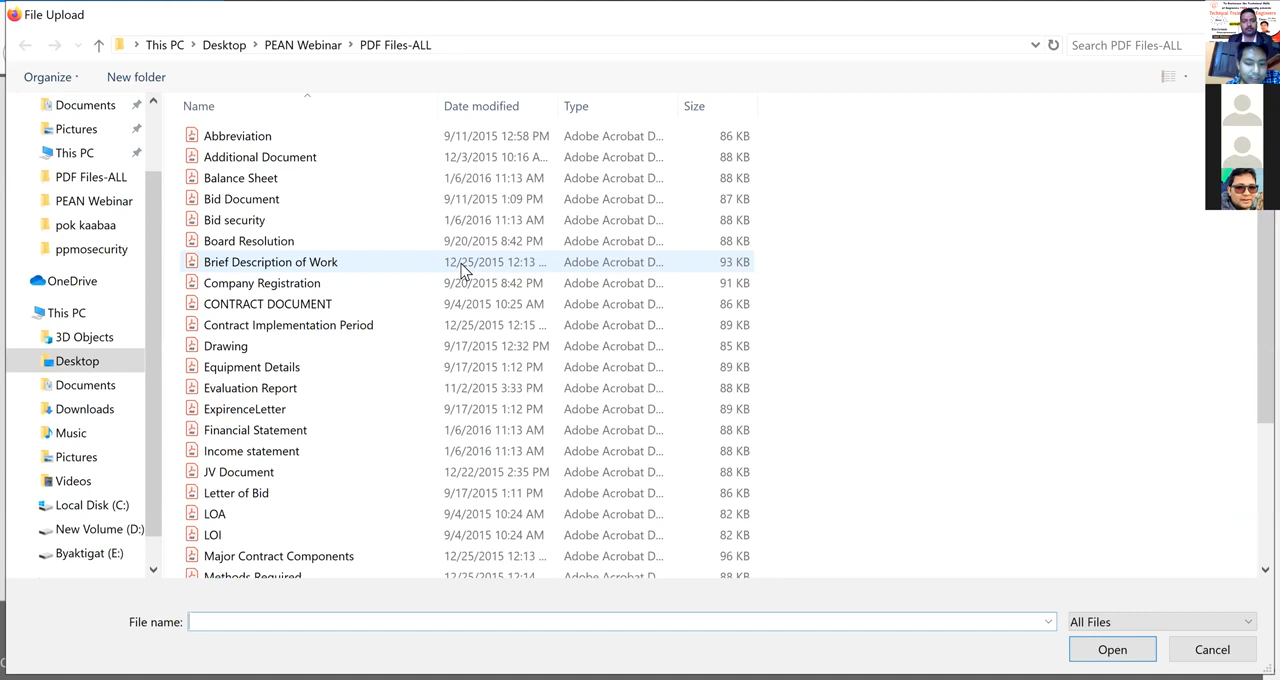 File Upload
This PC Desktop PEAN Webinar PDF Files-ALL Search PDF Files-ALL
Organize New folder
Name Date modified Type Size
Documents
Pictures
This PC
PDF Files-ALL
PEAN Webinar
pok kaabaa
ppmosecurity
OneDrive
This PC
3D Objects
Desktop
Documents
Downloads
Music
Pictures
Videos
Local Disk (C:)
New Volume (D:)
Byaktigat (E:)
Abbreviation 9/11/2015 12:58 PM Adobe Acrobat D... 86 KB
Additional Document 12/3/2015 10:16 A... Adobe Acrobat D... 88 KB
Balance Sheet 1/6/2016 11:13 AM Adobe Acrobat D... 88 KB
Bid Document 9/11/2015 1:09 PM Adobe Acrobat D... 87 KB
Bid security 1/6/2016 11:13 AM Adobe Acrobat D... 88 KB
Board Resolution 9/20/2015 8:42 PM Adobe Acrobat D... 88 KB
Brief Description of Work 12/25/2015 12:13 ... Adobe Acrobat D... 93 KB
Company Registration 9/20/2015 8:42 PM Adobe Acrobat D... 91 KB
CONTRACT DOCUMENT 9/4/2015 10:25 AM Adobe Acrobat D... 86 KB
Contract Implementation Period 12/25/2015 12:15 ... Adobe Acrobat D... 89 KB
Drawing 9/17/2015 12:32 PM Adobe Acrobat D... 85 KB
Equipment Details 9/17/2015 1:12 PM Adobe Acrobat D... 89 KB
Evaluation Report 11/2/2015 3:33 PM Adobe Acrobat D... 88 KB
ExpirenceLetter 9/17/2015 1:12 PM Adobe Acrobat D... 89 KB
Financial Statement 1/6/2016 11:13 AM Adobe Acrobat D... 88 KB
Income statement 1/6/2016 11:13 AM Adobe Acrobat D... 88 KB
JV Document 12/22/2015 2:35 PM Adobe Acrobat D... 88 KB
Letter of Bid 9/17/2015 1:11 PM Adobe Acrobat D... 86 KB
LOA 9/4/2015 10:24 AM Adobe Acrobat D... 82 KB
LOI 9/4/2015 10:24 AM Adobe Acrobat D... 82 KB
Major Contract Components 12/25/2015 12:13 ... Adobe Acrobat D... 96 KB
Methods Required 12/25/2015 12:14 Adobe Acrobat D... 88 KB
File name: All Files
Open Cancel